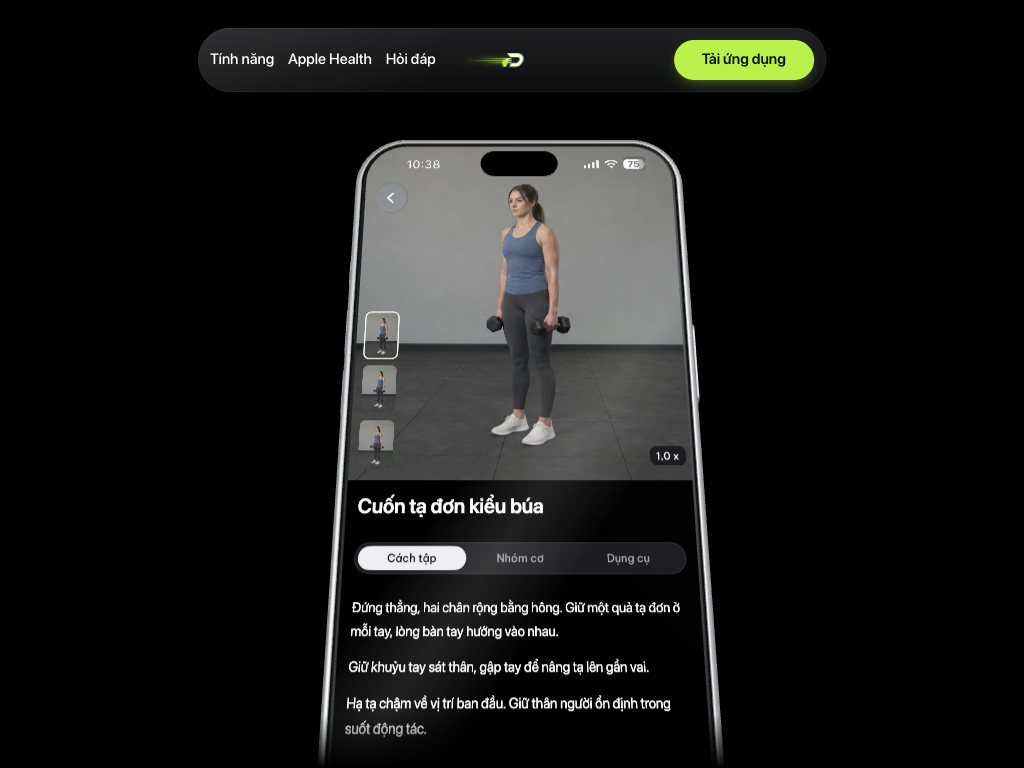 Tính năng Apple Health Hỏi đáp
Tải ứng dụng
10:38
75
1,0 x
Cuốn tạ đơn kiểu búa
Cách tập Nhóm cơ Dụng cụ
Đứng thẳng, hai chân rộng bằng hông. Giữ một quả tạ đơn ở
mỗi tay, lòng bàn tay hướng vào nhau.
Giữ khuỷu tay sát thân, gập tay để nâng tạ lên gần vai.
Hạ tạ chậm về vị trí ban đầu. Giữ thân người ổn định trong
suốt động tác.